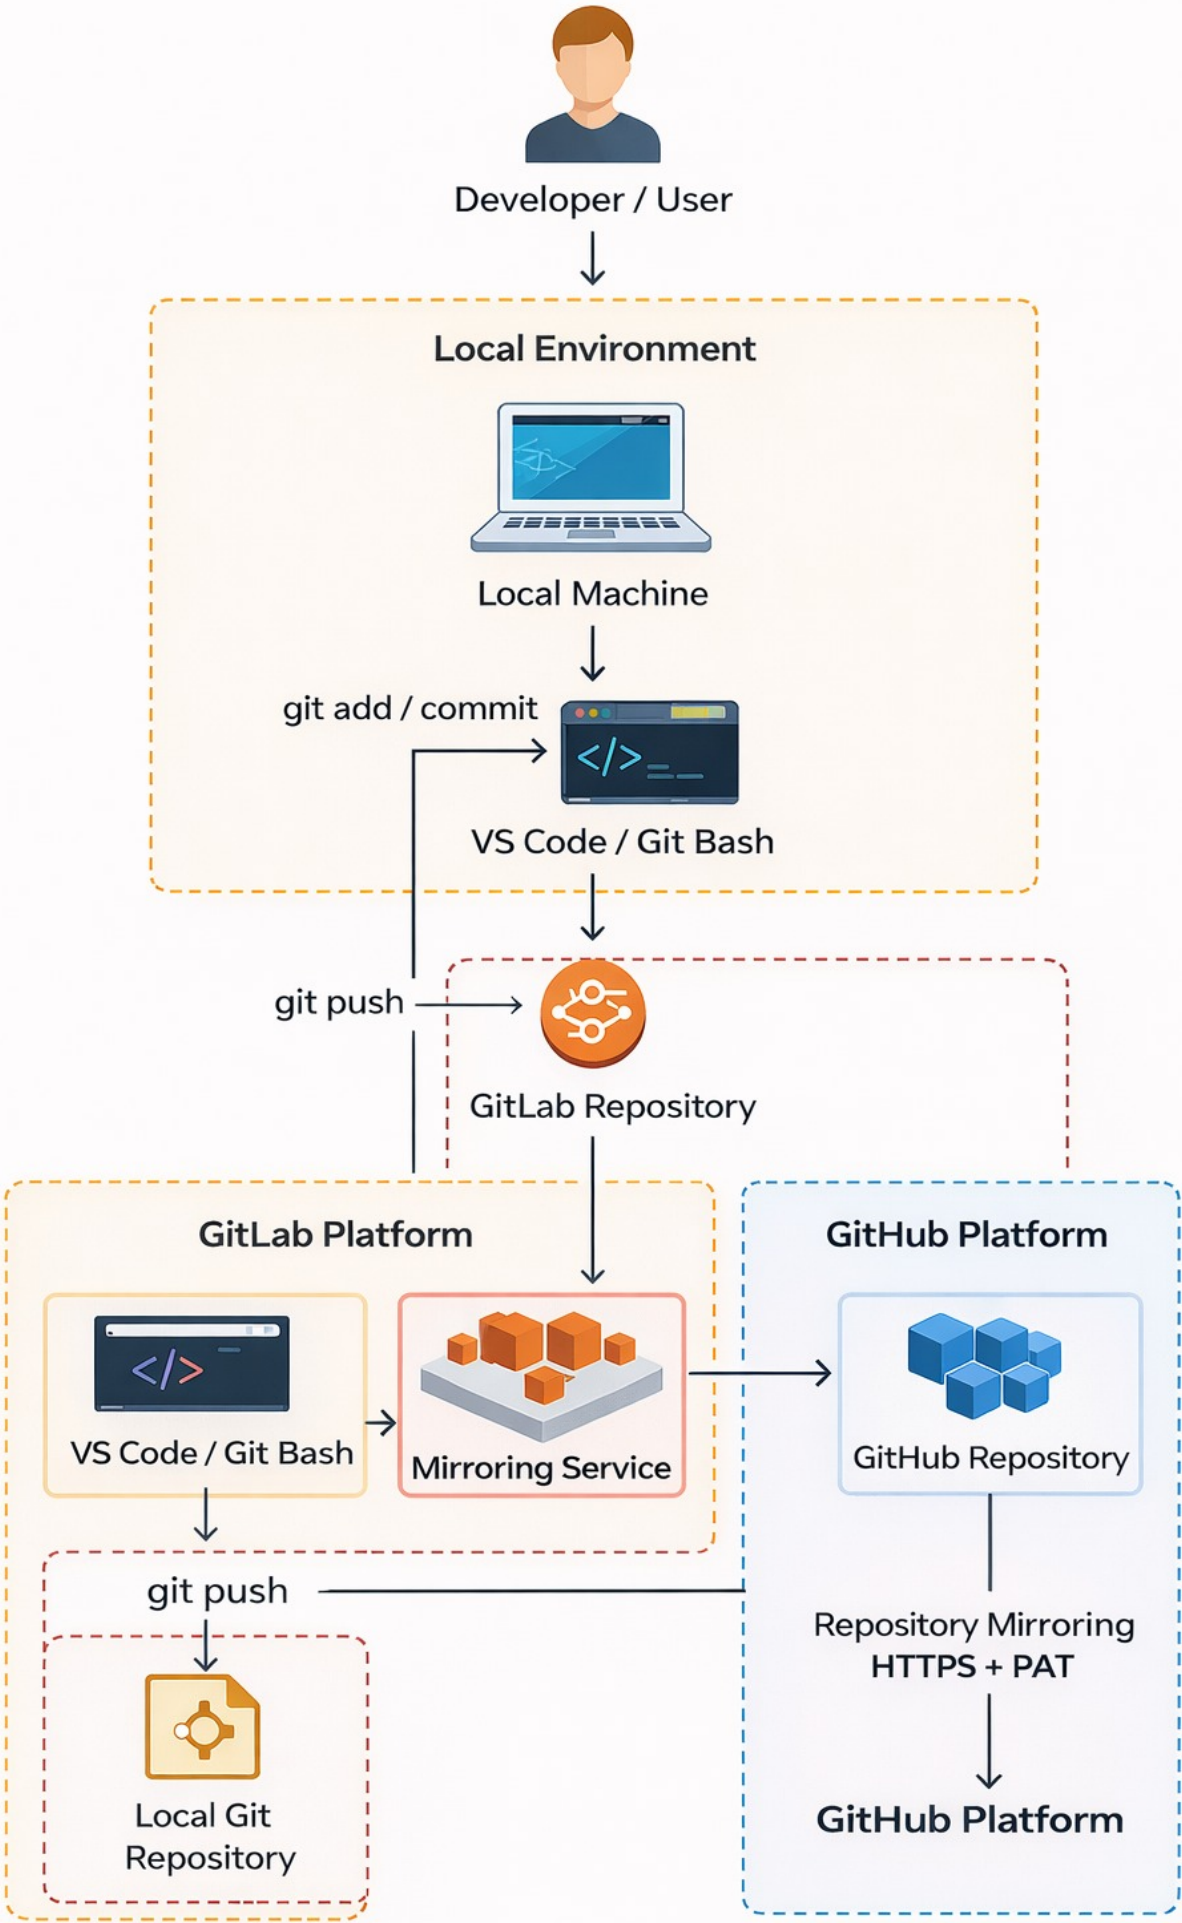 Developer / User
Local Environment
Local Machine
git add / commit
</>
VS Code / Git Bash
git push
GitLab Repository
GitLab Platform
GitHub Platform
</>
VS Code / Git Bash
Mirroring Service
GitHub Repository
git push
Repository Mirroring
HTTPS + PAT
Local Git
Repository
GitHub Platform